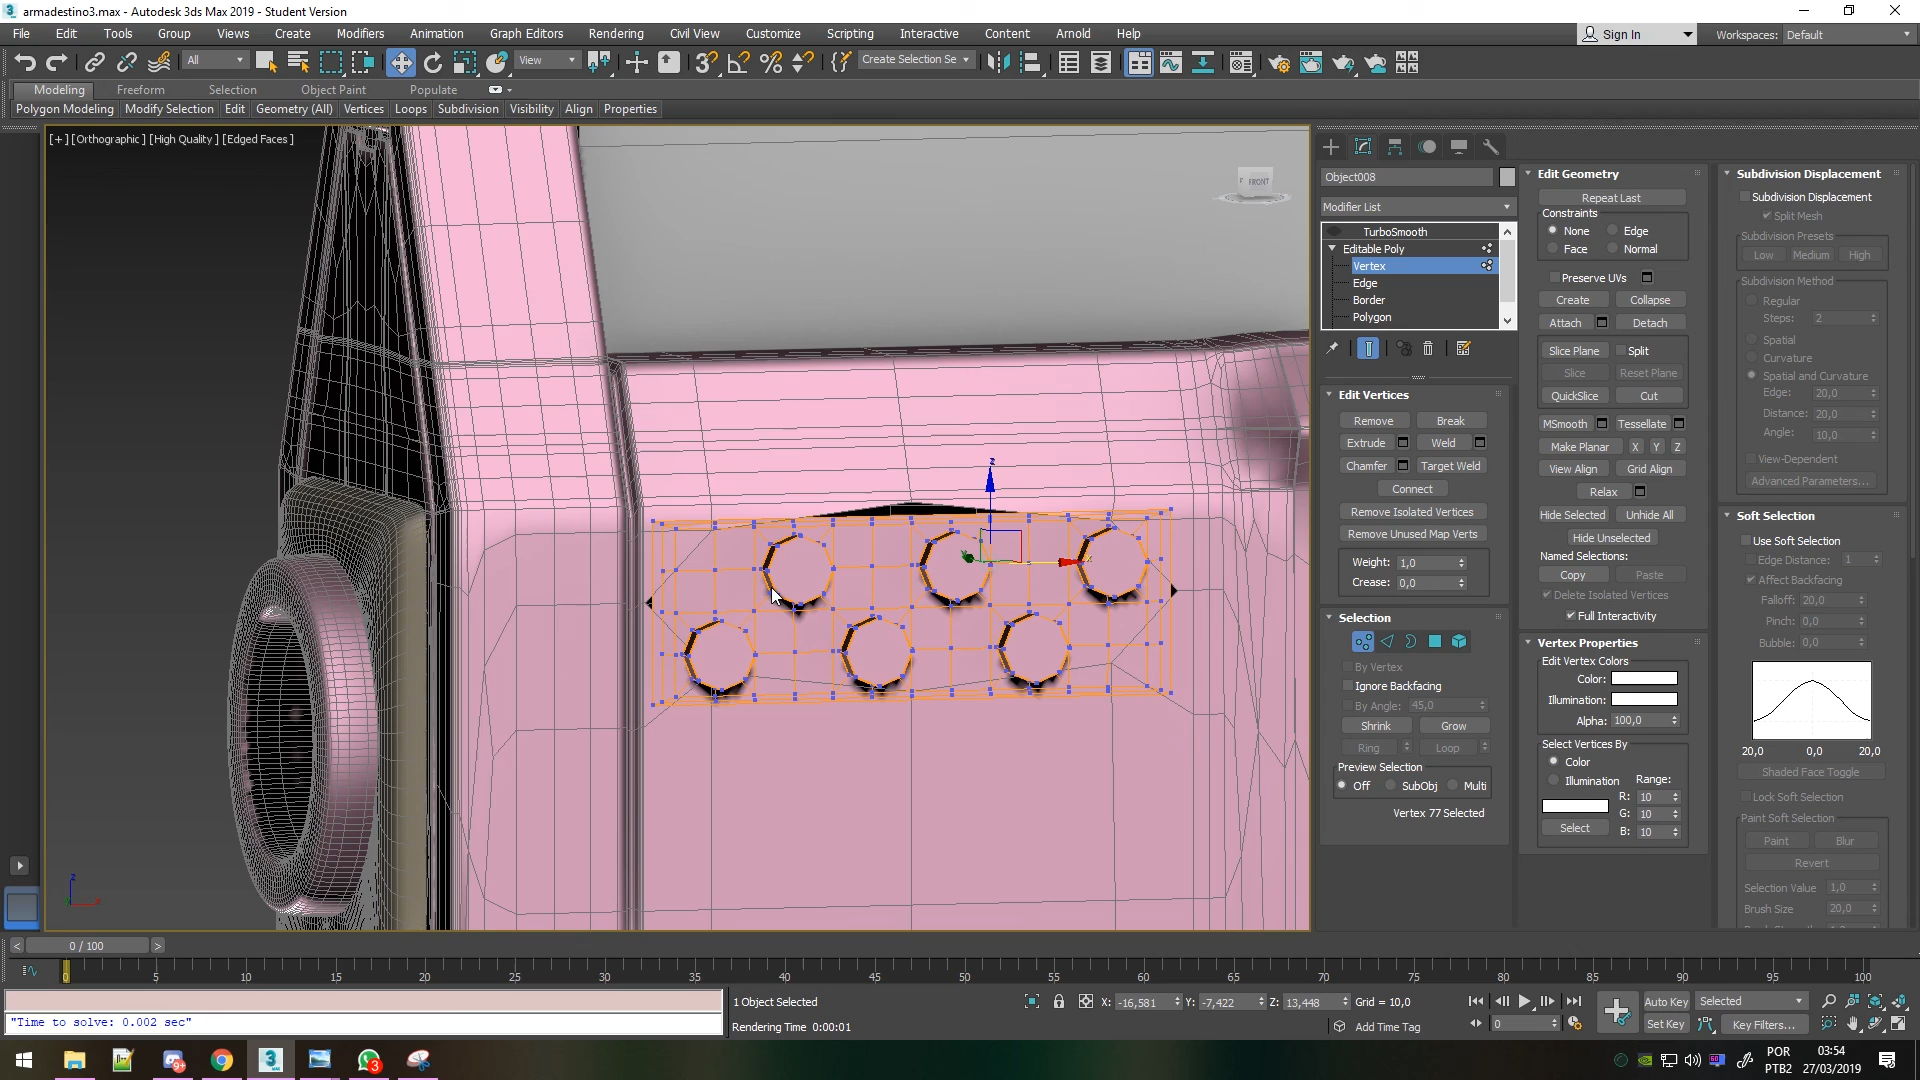 armadestino3.max - Autodesk 3ds Max 2019 - Student Version
File Edit Tools Group Views Create Modifiers Animation Graph Editors Rendering Civil View Customize Scripting Interactive Content Arnold Help
Sign In Workspaces: Default
All View Create Selection Se
Modeling Freeform Selection Object Paint Populate
Polygon Modeling Modify Selection Edit Geometry (All) Vertices Loops Subdivision Visibility Align Properties
[+] [Orthographic] [High Quality] [Edged Faces]
FRONT
z
x
Object008
Modifier List
TurboSmooth
Editable Poly
Vertex
Edge
Border
Polygon
Edit Vertices
Remove Break
Extrude Weld
Chamfer Target Weld
Connect
Remove Isolated Vertices
Remove Unused Map Verts
Weight: 1,0
Crease: 0,0
Selection
By Vertex
Ignore Backfacing
By Angle: 45,0
Shrink Grow
Ring Loop
Preview Selection
Off SubObj Multi
Vertex 77 Selected
Edit Geometry
Repeat Last
Constraints
None Edge
Face Normal
Preserve UVs
Create Collapse
Attach Detach
Slice Plane Split
Slice Reset Plane
QuickSlice Cut
MSmooth Tessellate
Make Planar X Y Z
View Align Grid Align
Relax
Hide Selected Unhide All
Hide Unselected
Named Selections:
Copy Paste
Delete Isolated Vertices
Full Interactivity
Vertex Properties
Edit Vertex Colors
Color:
Illumination:
Alpha: 100,0
Select Vertices By
Color
Illumination Range:
R: 10
G: 10
Select B: 10
Subdivision Displacement
Subdivision Displacement
Split Mesh
Subdivision Presets
Low Medium High
Subdivision Method
Regular
Steps: 2
Spatial
Curvature
Spatial and Curvature
Edge: 20,0
Distance: 20,0
Angle: 10,0
View-Dependent
Advanced Parameters...
Soft Selection
Use Soft Selection
Edge Distance: 1
Affect Backfacing
Falloff: 20,0
Pinch: 0,0
Bubble: 0,0
20,0 0,0 20,0
Shaded Face Toggle
Lock Soft Selection
Paint Soft Selection
Paint Blur
Revert
Selection Value 1,0
Brush Size 20,0
< 0 / 100 >
0 5 10 15 20 25 30 35 40 45 50 55 60 65 70 75 80 85 90 95 100
1 Object Selected X: -16,581 Y: -7,422 Z: 13,448 Grid = 10,0 Auto Key Selected
"Time to solve: 0.002 sec" Rendering Time 0:00:01 Add Time Tag 0 Set Key Key Filters...
9+ 3
POR 03:54
PTB2 27/03/2019